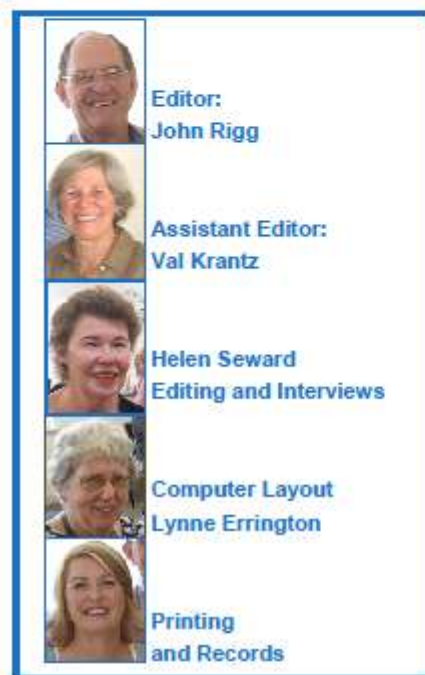 Editor:
John Rigg
Assistant Editor:
Val Krantz
Helen Seward
Editing and Interviews
Computer Layout
Lynne Errington
Printing
and Records